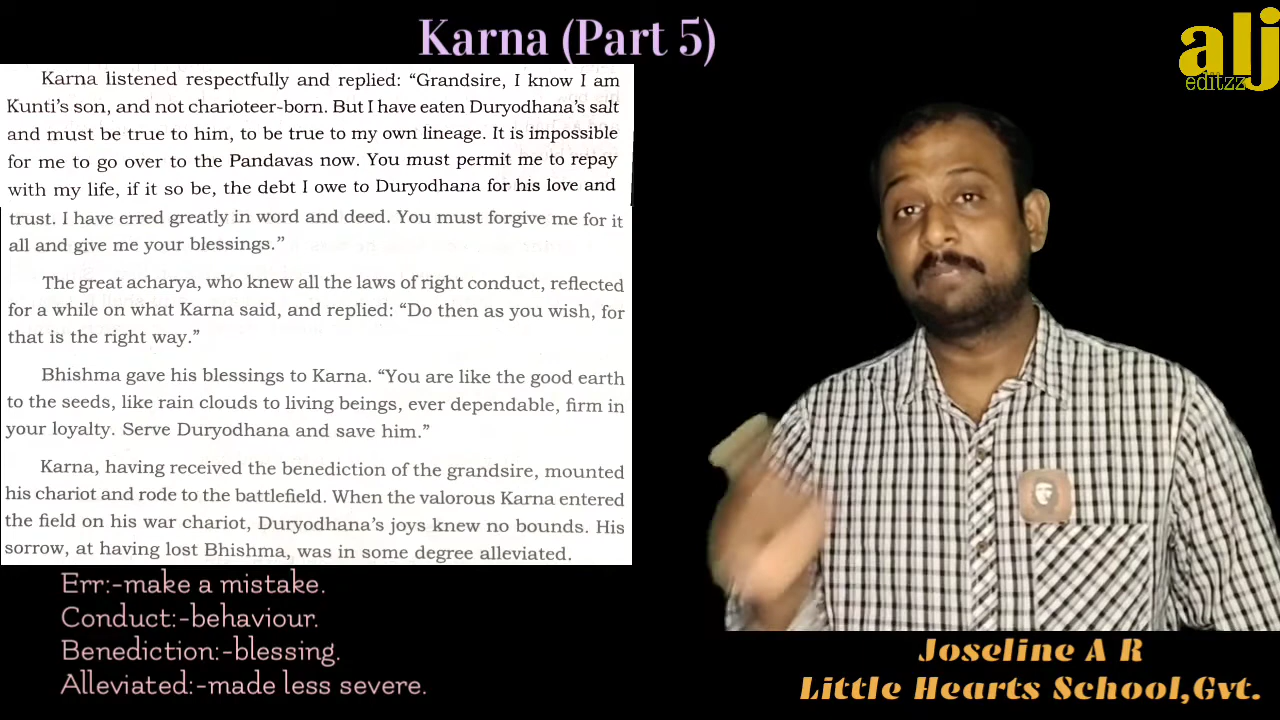 Karna (Part 5)
alj
editzz
Karna listened respectfully and replied: “Grandsire, I know I am
Kunti’s son, and not charioteer-born. But I have eaten Duryodhana’s salt
and must be true to him, to be true to my own lineage. It is impossible
for me to go over to the Pandavas now. You must permit me to repay
with my life, if it so be, the debt I owe to Duryodhana for his love and
trust. I have erred greatly in word and deed. You must forgive me for it
all and give me your blessings.”
The great acharya, who knew all the laws of right conduct, reflected
for a while on what Karna said, and replied: “Do then as you wish, for
that is the right way.”
Bhishma gave his blessings to Karna. “You are like the good earth
to the seeds, like rain clouds to living beings, ever dependable, firm in
your loyalty. Serve Duryodhana and save him.”
Karna, having received the benediction of the grandsire, mounted
his chariot and rode to the battlefield. When the valorous Karna entered
the field on his war chariot, Duryodhana’s joys knew no bounds. His
sorrow, at having lost Bhishma, was in some degree alleviated.
Err:-make a mistake.
Conduct:-behaviour.
Benediction:-blessing.
Alleviated:-made less severe.
Joseline A R
Little Hearts School,Gvt.